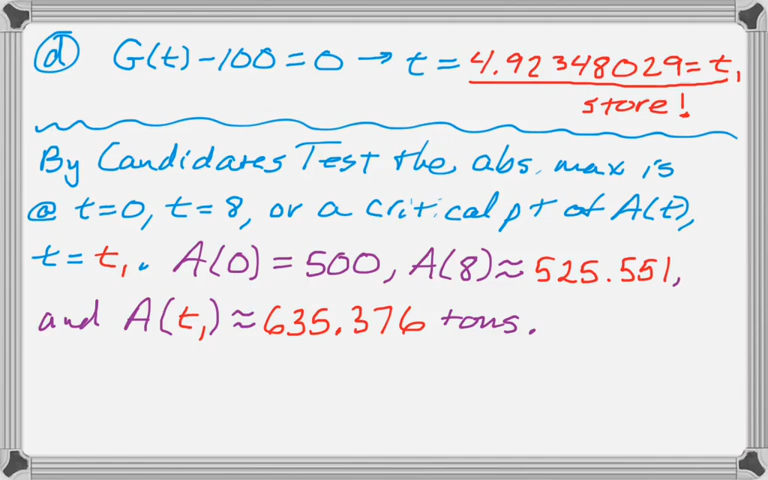 (d) G(t) - 100 = 0 → t = 4.92348029 = t₁
store!
By Candidates Test the abs. max is
@ t=0, t=8, or a critical pt of A(t),
t = t₁. A(0) = 500, A(8) ≈ 525.551,
and A(t₁) ≈ 635.376 tons.